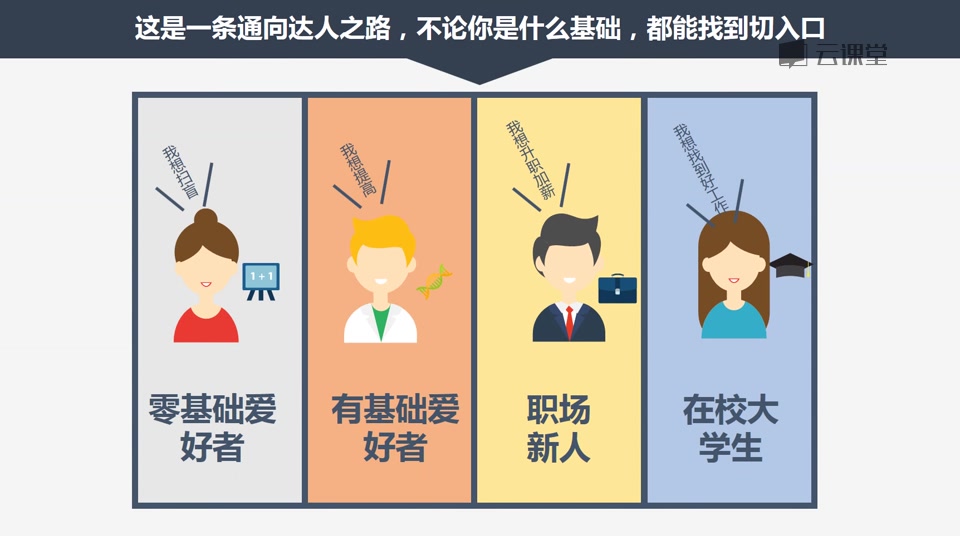 这是一条通向达人之路，不论你是什么基础，都能找到切入口
云课堂
我想扫盲
我想提高
我想升职加薪
我想找到好工作
1+1
零基础爱
好者
有基础爱
好者
职场
新人
在校大
学生